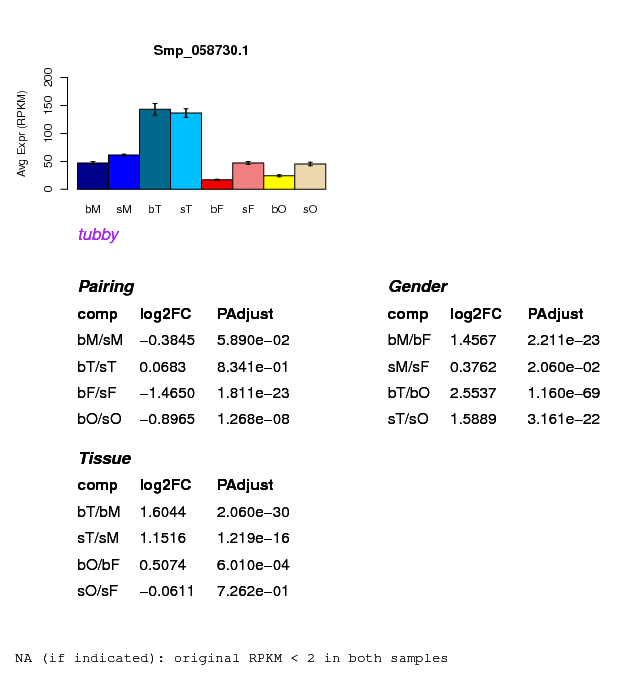 Smp_058730.1
Avg Expr (RPKM)
200
150
100
50
0
bM sM bT sT bF sF bO sO
tubby
Pairing
comp log2FC PAdjust
bM/sM −0.3845 5.890e−02
bT/sT 0.0683 8.341e−01
bF/sF −1.4650 1.811e−23
bO/sO −0.8965 1.268e−08
Gender
comp log2FC PAdjust
bM/bF 1.4567 2.211e−23
sM/sF 0.3762 2.060e−02
bT/bO 2.5537 1.160e−69
sT/sO 1.5889 3.161e−22
Tissue
comp log2FC PAdjust
bT/bM 1.6044 2.060e−30
sT/sM 1.1516 1.219e−16
bO/bF 0.5074 6.010e−04
sO/sF −0.0611 7.262e−01
NA (if indicated): original RPKM < 2 in both samples